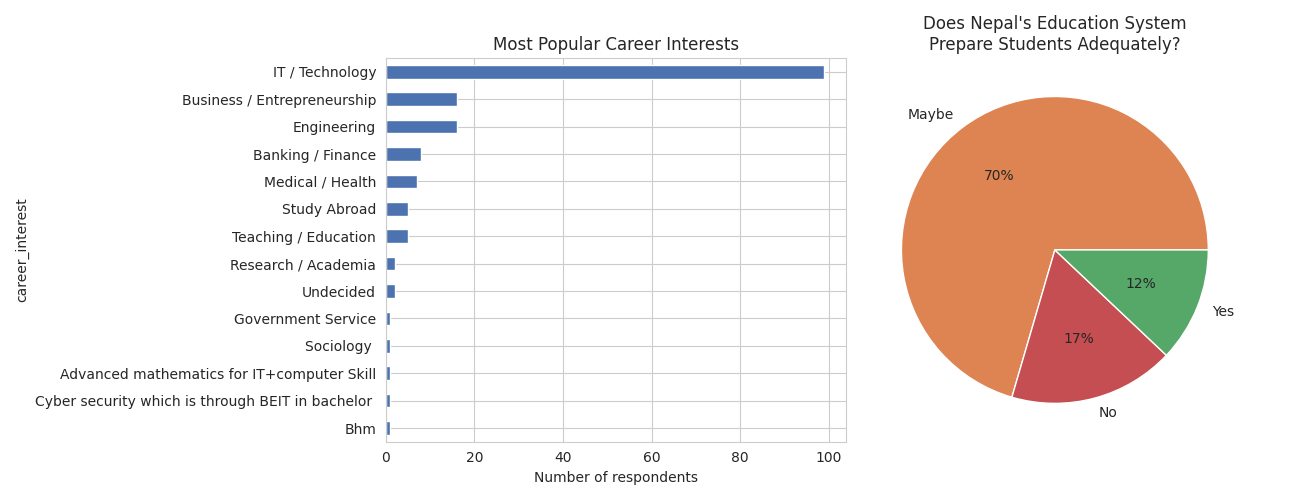 Most Popular Career Interests
career_interest
IT / Technology
Business / Entrepreneurship
Engineering
Banking / Finance
Medical / Health
Study Abroad
Teaching / Education
Research / Academia
Undecided
Government Service
Sociology
Advanced mathematics for IT+computer Skill
Cyber security which is through BEIT in bachelor
Bhm
0 20 40 60 80 100
Number of respondents
Does Nepal's Education System
Prepare Students Adequately?
Maybe
70%
12%
Yes
17%
No